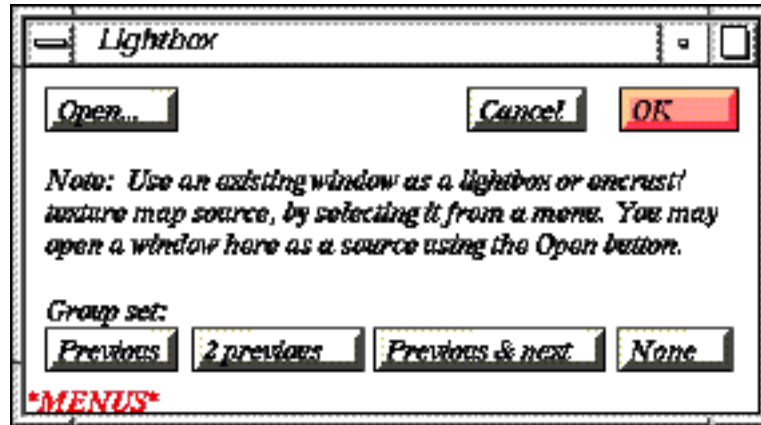 Lightbox
Open... Cancel OK
Note: Use an existing window as a lightbox or encrust/
texture map source, by selecting it from a menu. You may
open a window here as a source using the Open button.
Group set:
Previous 2 previous Previous & next None
*MENUS*